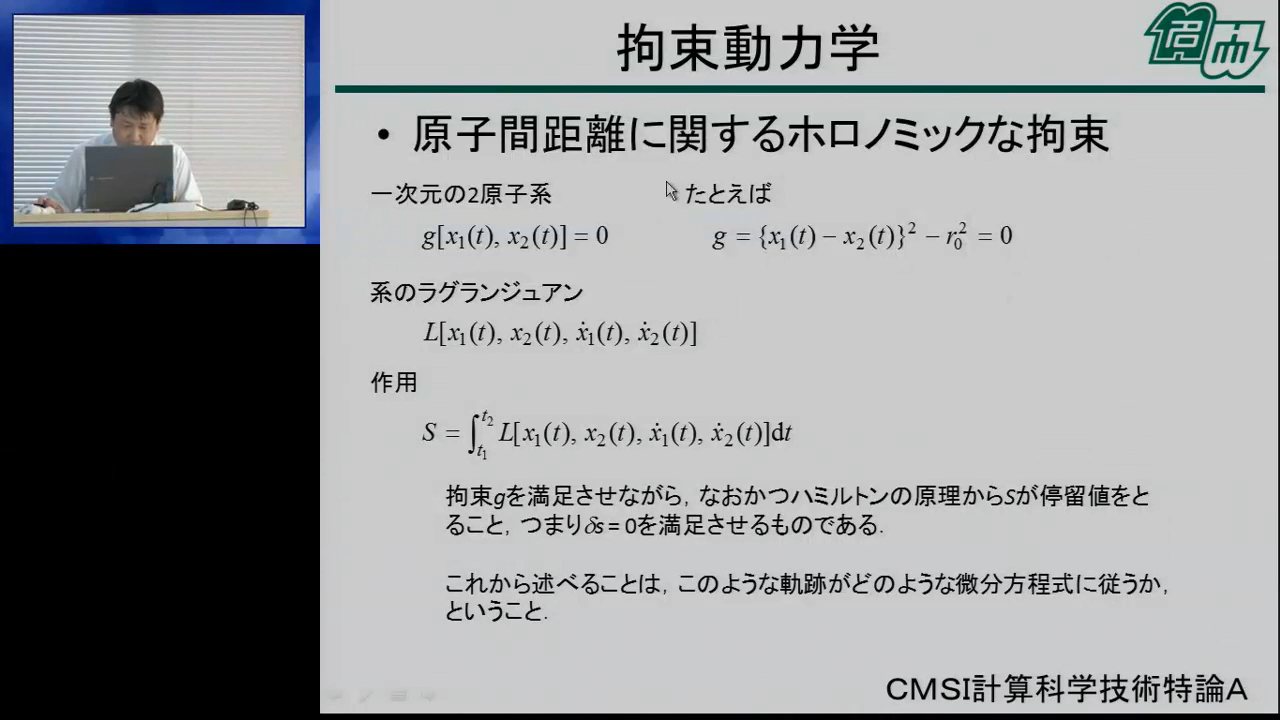 拘束動力学
• 原子間距離に関するホロノミックな拘束
一次元の2原子系
たとえば
g[x₁(t), x₂(t)] = 0
g = {x₁(t) − x₂(t)}² − r₀² = 0
系のラグランジュアン
L[x₁(t), x₂(t), ẋ₁(t), ẋ₂(t)]
作用
S = ∫_{t₁}^{t₂} L[x₁(t), x₂(t), ẋ₁(t), ẋ₂(t)]dt
拘束gを満足させながら, なおかつハミルトンの原理からSが停留値をと
ること, つまりδs = 0を満足させるものである.
これから述べることは, このような軌跡がどのような微分方程式に従うか,
ということ.
CMSI計算科学技術特論A